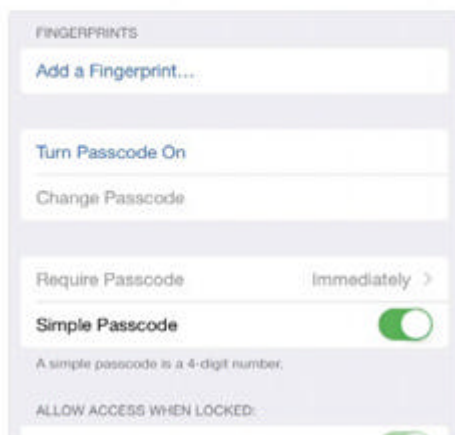 FINGERPRINTS
Add a Fingerprint...
Turn Passcode On
Change Passcode
Require Passcode Immediately
Simple Passcode
A simple passcode is a 4-digit number.
ALLOW ACCESS WHEN LOCKED: